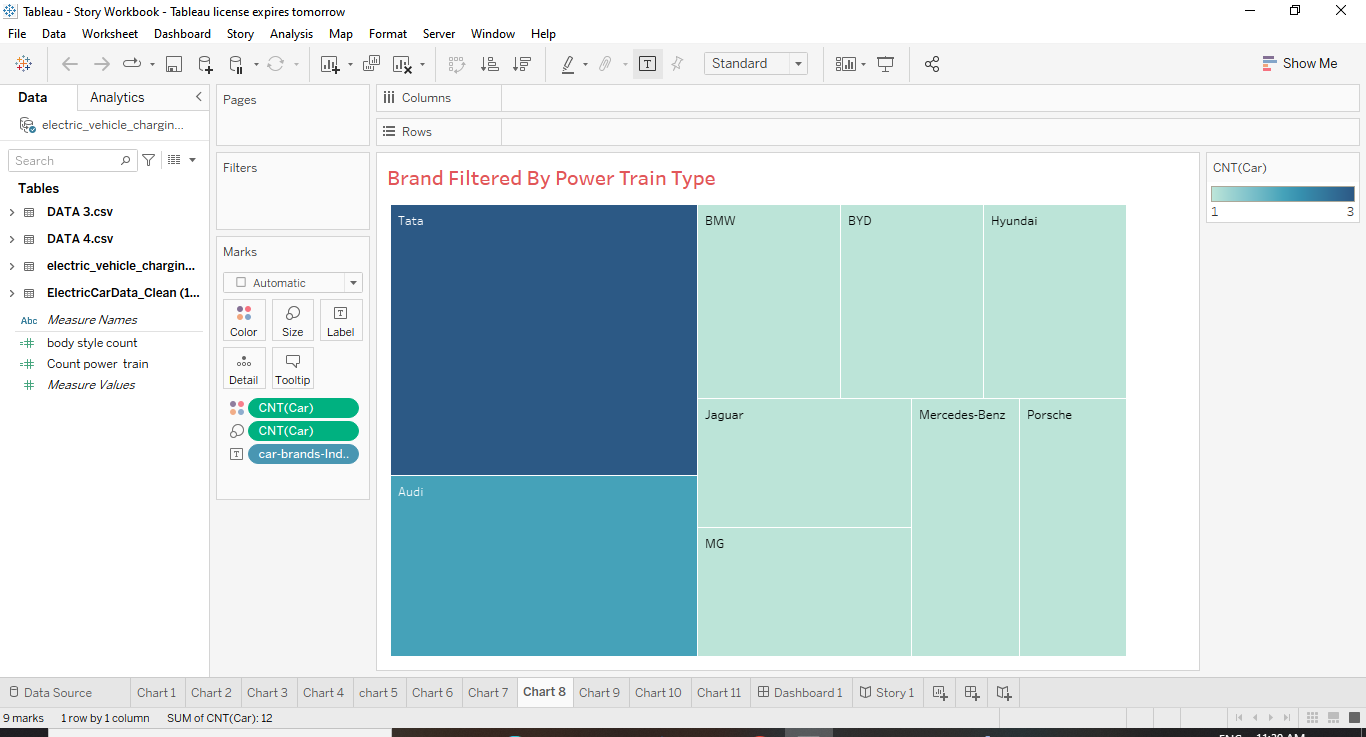 Tableau - Story Workbook - Tableau license expires tomorrow
File Data Worksheet Dashboard Story Analysis Map Format Server Window Help
Standard
Show Me
Data Analytics
electric_vehicle_chargin...
Search
Tables
DATA 3.csv
DATA 4.csv
electric_vehicle_chargin...
ElectricCarData_Clean (1...
Abc Measure Names
body style count
Count power train
Measure Values
Pages
Filters
Marks
Automatic
Color Size Label
Detail Tooltip
CNT(Car)
CNT(Car)
car-brands-Ind..
Columns
Rows
Brand Filtered By Power Train Type
Tata BMW BYD Hyundai
Jaguar Mercedes-Benz Porsche
Audi
MG
CNT(Car)
1 3
Data Source Chart 1 Chart 2 Chart 3 Chart 4 chart 5 Chart 6 Chart 7 Chart 8 Chart 9 Chart 10 Chart 11 Dashboard 1 Story 1
9 marks 1 row by 1 column SUM of CNT(Car): 12